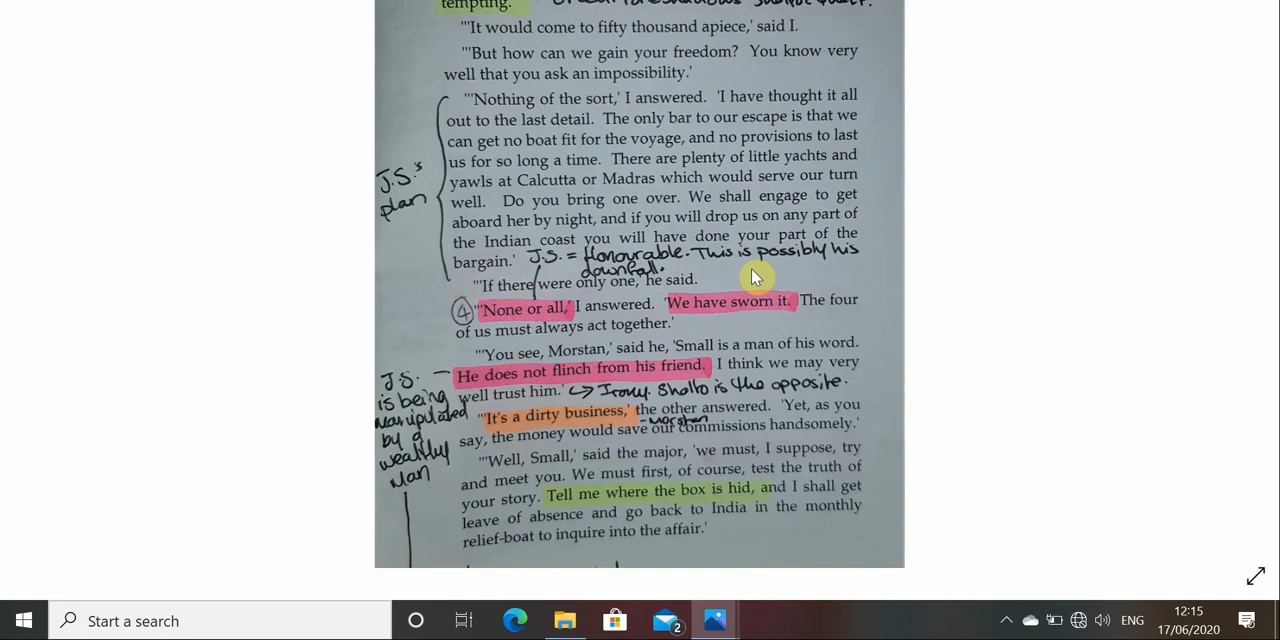 tempting.
"'It would come to fifty thousand apiece,' said I.
"'But how can we gain your freedom? You know very
well that you ask an impossibility.'
"'Nothing of the sort,' I answered. 'I have thought it all
out to the last detail. The only bar to our escape is that we
can get no boat fit for the voyage, and no provisions to last
us for so long a time. There are plenty of little yachts and
yawls at Calcutta or Madras which would serve our turn
well. Do you bring one over. We shall engage to get
aboard her by night, and if you will drop us on any part of
the Indian coast you will have done your part of the
bargain.'
J.S.'s
plan
J.S. = honourable. This is possibly his
downfall.
"'If there were only one,' he said.
4 "'None or all,' I answered. 'We have sworn it. The four
of us must always act together.'
"'You see, Morstan,' said he, 'Small is a man of his word.
He does not flinch from his friend. I think we may very
well trust him.' → Irony. Sholto is the opposite.
J.S.
is being
manipulated
by a
wealthy
man
"'It's a dirty business,' the other answered. 'Yet, as you
- Morstan
say, the money would save our commissions handsomely.'
"'Well, Small,' said the major, 'we must, I suppose, try
and meet you. We must first, of course, test the truth of
your story. Tell me where the box is hid, and I shall get
leave of absence and go back to India in the monthly
relief-boat to inquire into the affair.'
Start a search
2
ENG
12:15
17/06/2020